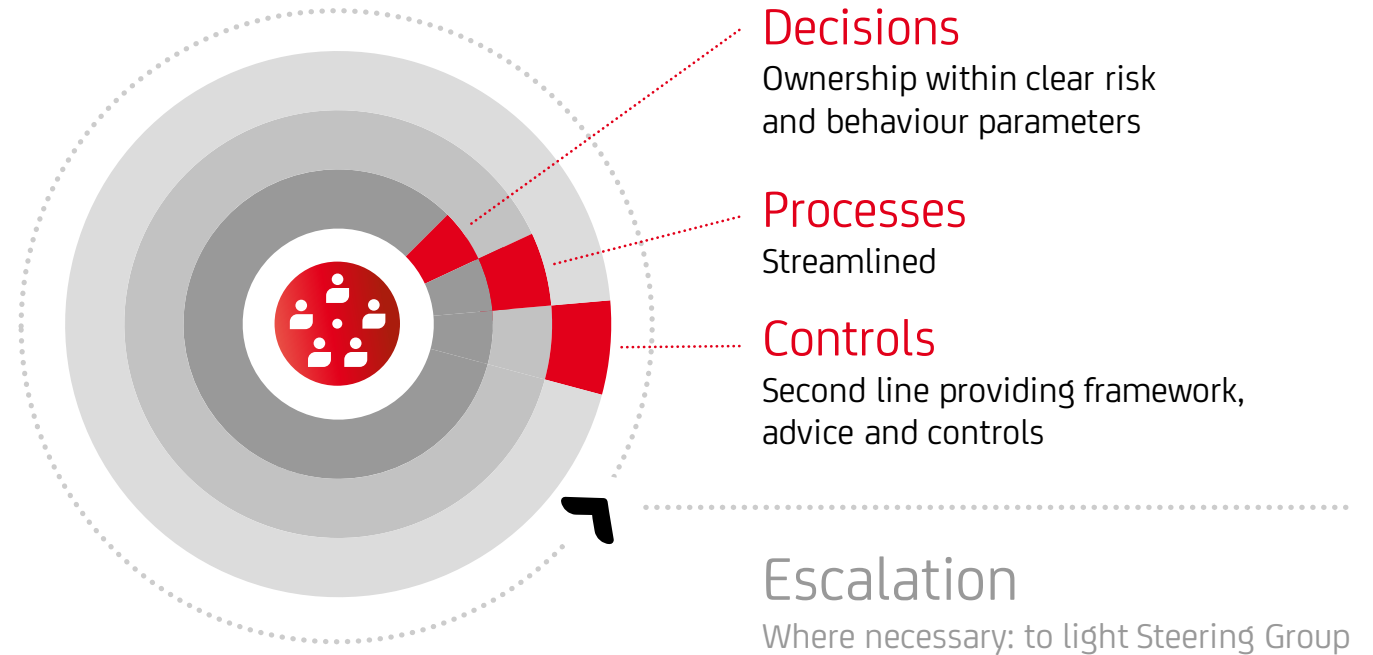 Decisions
Ownership within clear risk
and behaviour parameters
Processes
Streamlined
Controls
Second line providing framework,
advice and controls
Escalation
Where necessary: to light Steering Group